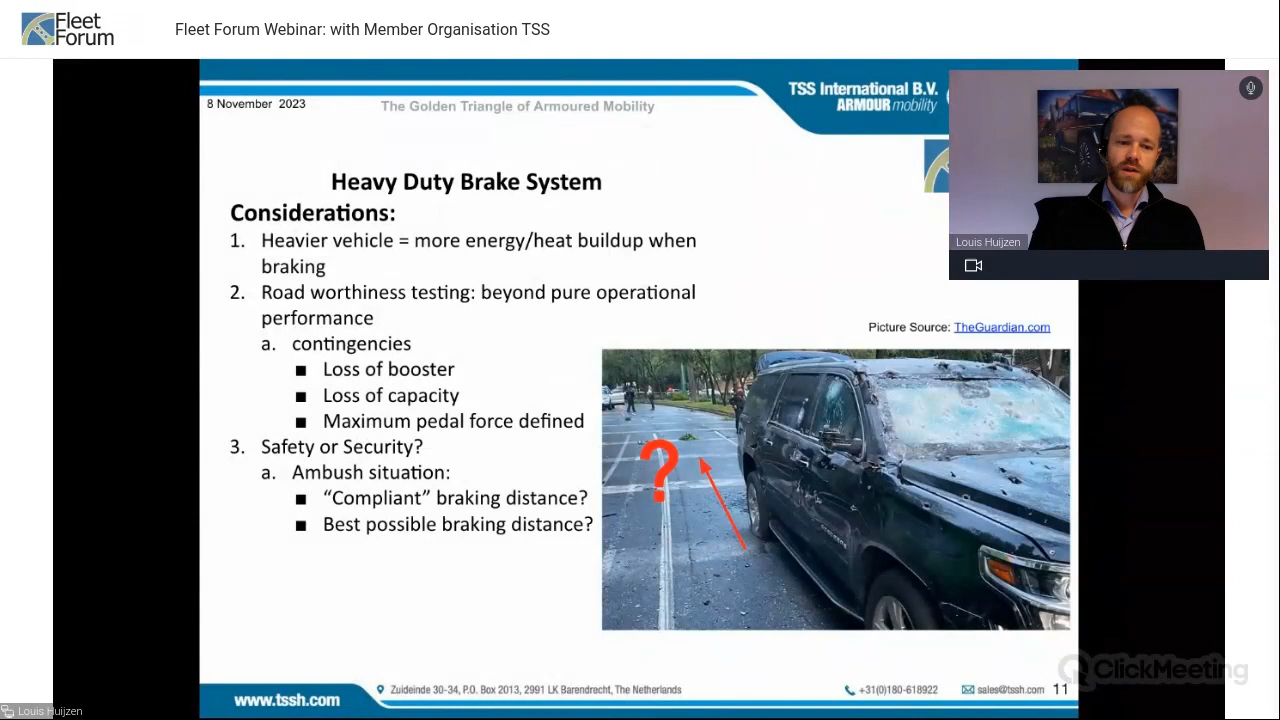 Fleet
Forum
Fleet Forum Webinar: with Member Organisation TSS
8 November 2023
The Golden Triangle of Armoured Mobility
TSS International B.V.
ARMOUR mobility
Louis Huijzen
Heavy Duty Brake System
Considerations:
1. Heavier vehicle = more energy/heat buildup when
braking
2. Road worthiness testing: beyond pure operational
performance
a. contingencies
■ Loss of booster
■ Loss of capacity
■ Maximum pedal force defined
3. Safety or Security?
a. Ambush situation:
■ “Compliant” braking distance?
■ Best possible braking distance?
Picture Source: TheGuardian.com
?
ClickMeeting
www.tssh.com
Zuideinde 30-34, P.O. Box 2013, 2991 LK Barendrecht, The Netherlands
+31(0)180-618922
sales@tssh.com
11
Louis Huijzen